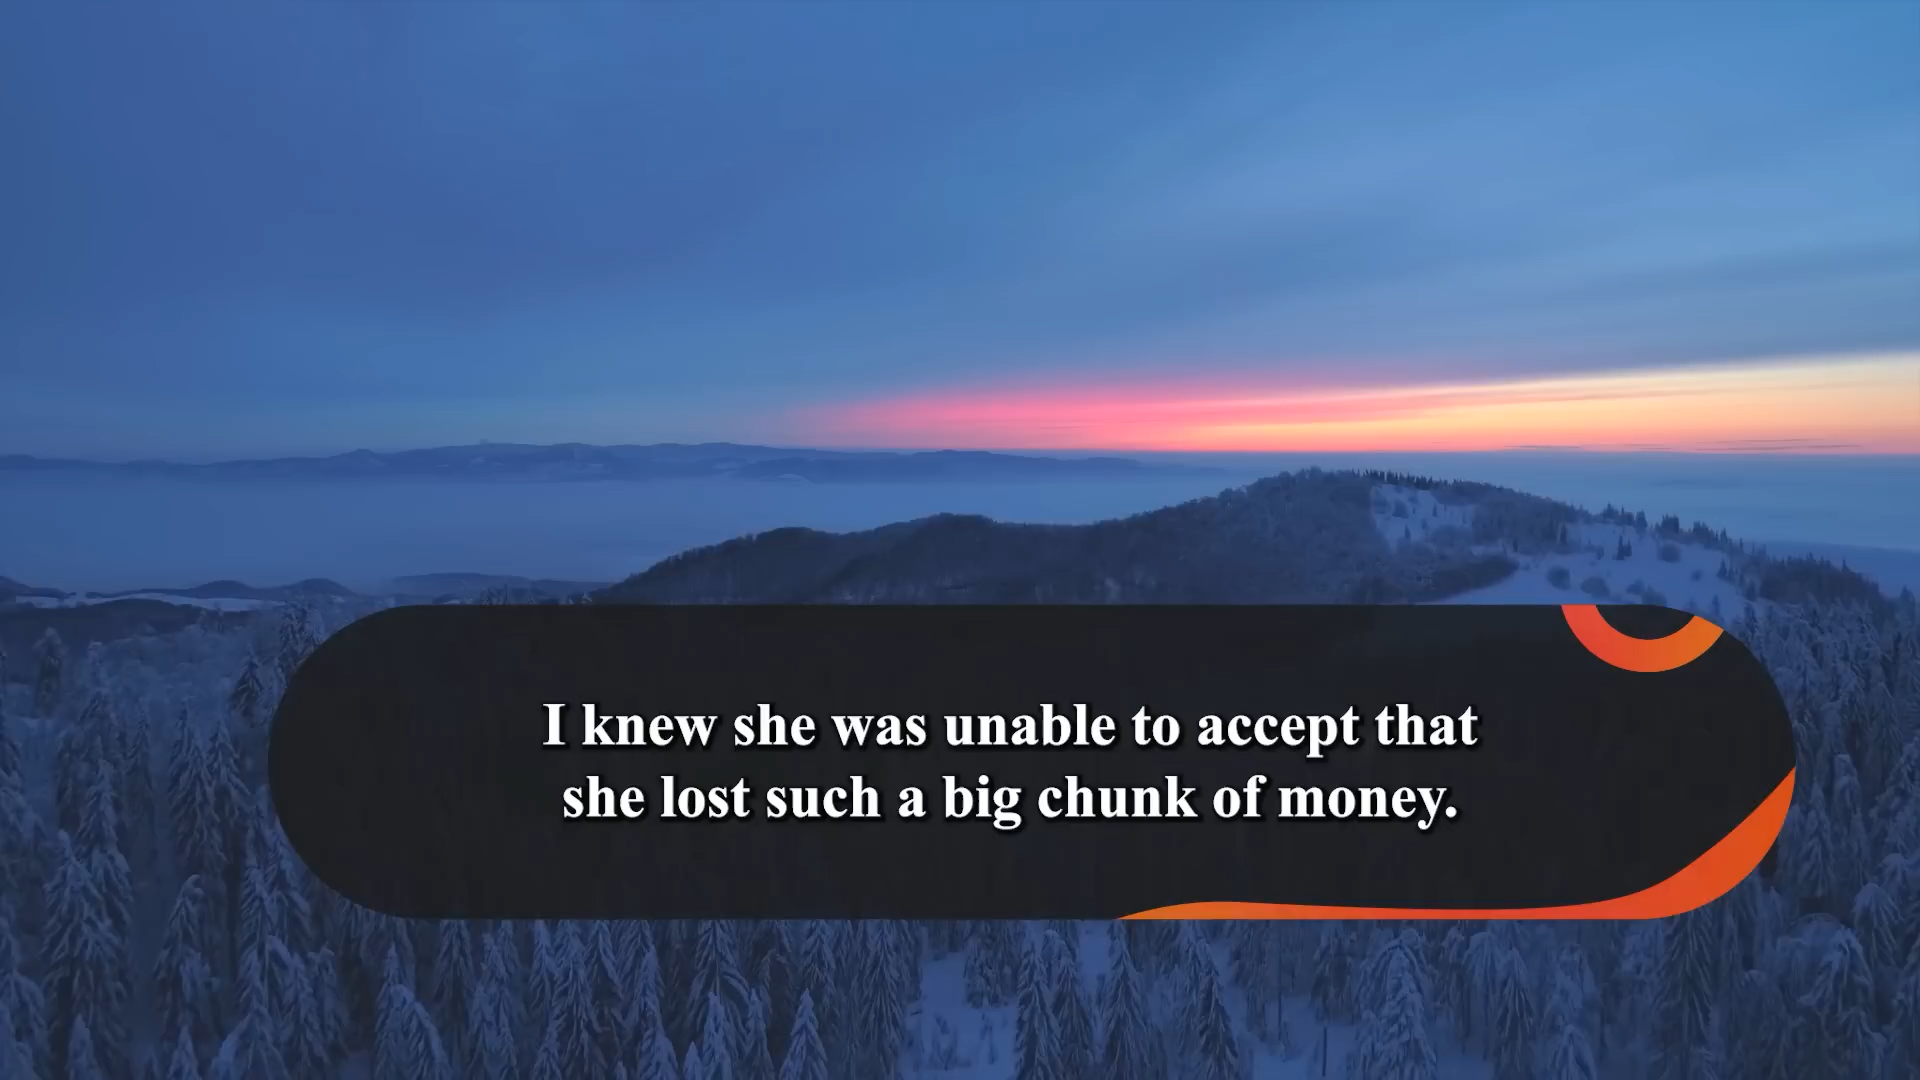 I knew she was unable to accept that
she lost such a big chunk of money.